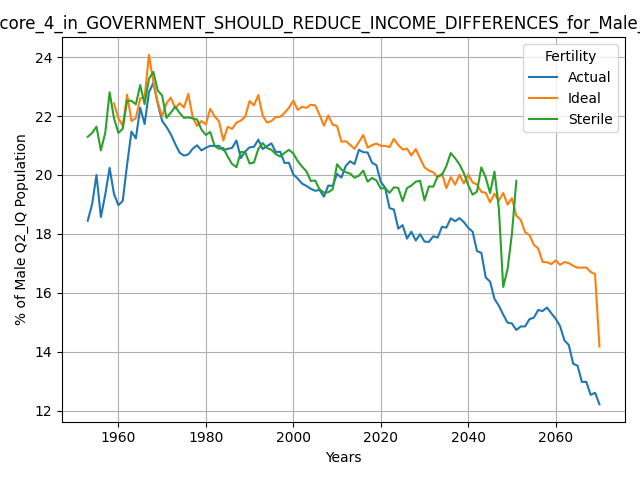 core_4_in_GOVERNMENT_SHOULD_REDUCE_INCOME_DIFFERENCES_for_Male_
Fertility
Actual
Ideal
Sterile
% of Male Q2_IQ Population
24
22
20
18
16
14
12
1960 1980 2000 2020 2040 2060
Years